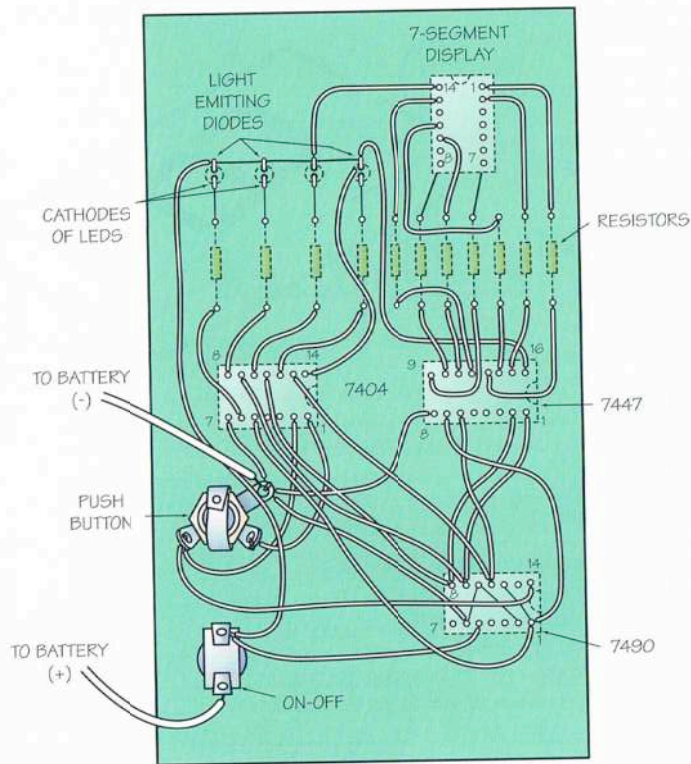 7-SEGMENT
DISPLAY
LIGHT
EMITTING
DIODES
14
1
8
7
CATHODES
OF LEDS
RESISTORS
8
14
7404
7
1
9
16
7447
8
1
TO BATTERY
(-)
PUSH
BUTTON
8
14
7
1
7490
TO BATTERY
(+)
ON-OFF